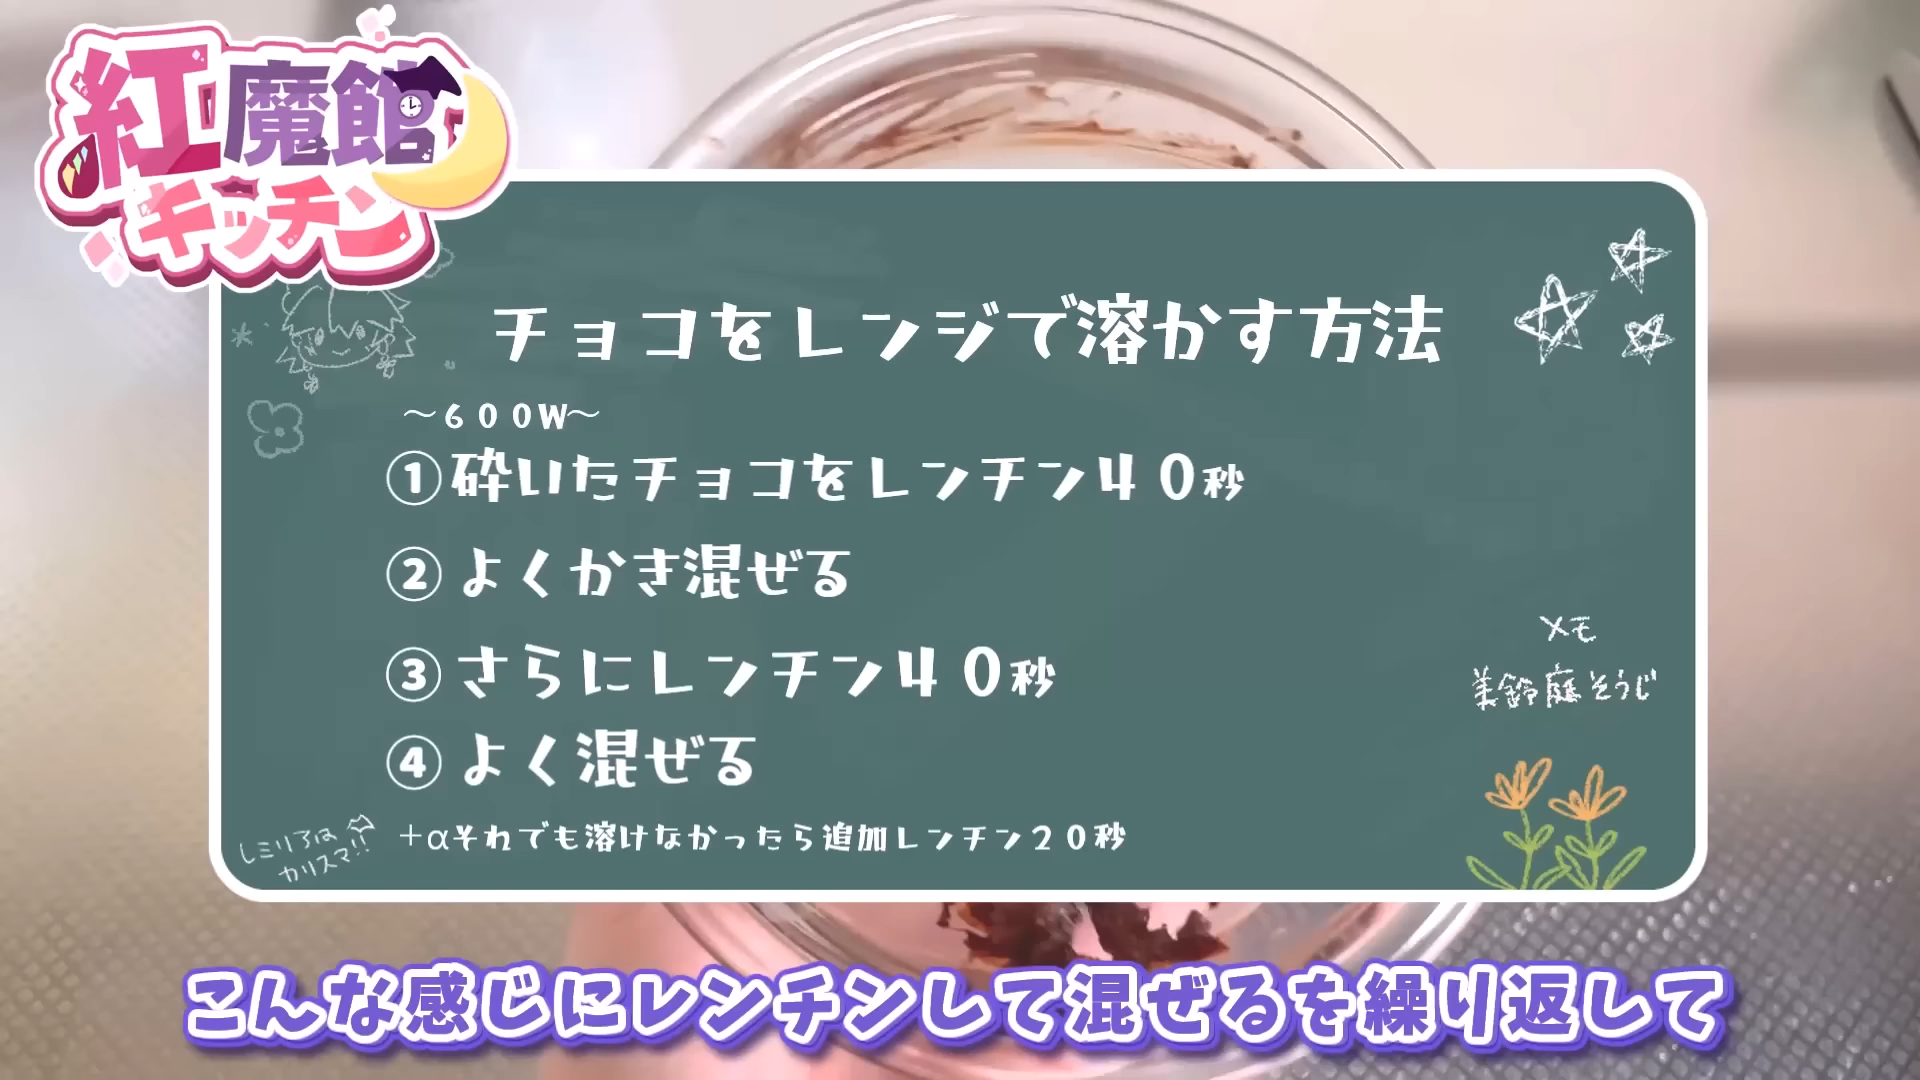 紅魔館
キッチン
チョコをレンジで溶かす方法
～６００W～
①砕いたチョコをレンチン４０秒
②よくかき混ぜる
③さらにレンチン４０秒
④よく混ぜる
+αそれでも溶けなかったら追加レンチン２０秒
メモ
美鈴庭そうじ
レミリアは
カリスマ!!
こんな感じにレンチンして混ぜるを繰り返して